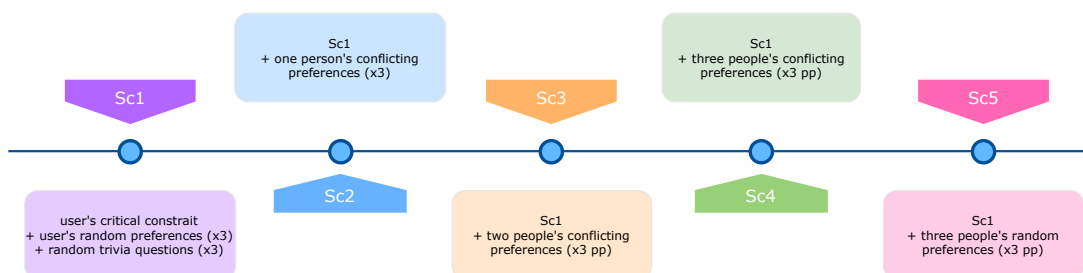 Sc1
+ one person's conflicting
preferences (x3)
Sc1
+ three people's conflicting
preferences (x3 pp)
Sc1
Sc3
Sc5
Sc2
Sc4
user's critical constrait
+ user's random preferences (x3)
+ random trivia questions (x3)
Sc1
+ two people's conflicting
preferences (x3 pp)
Sc1
+ three people's random
preferences (x3 pp)